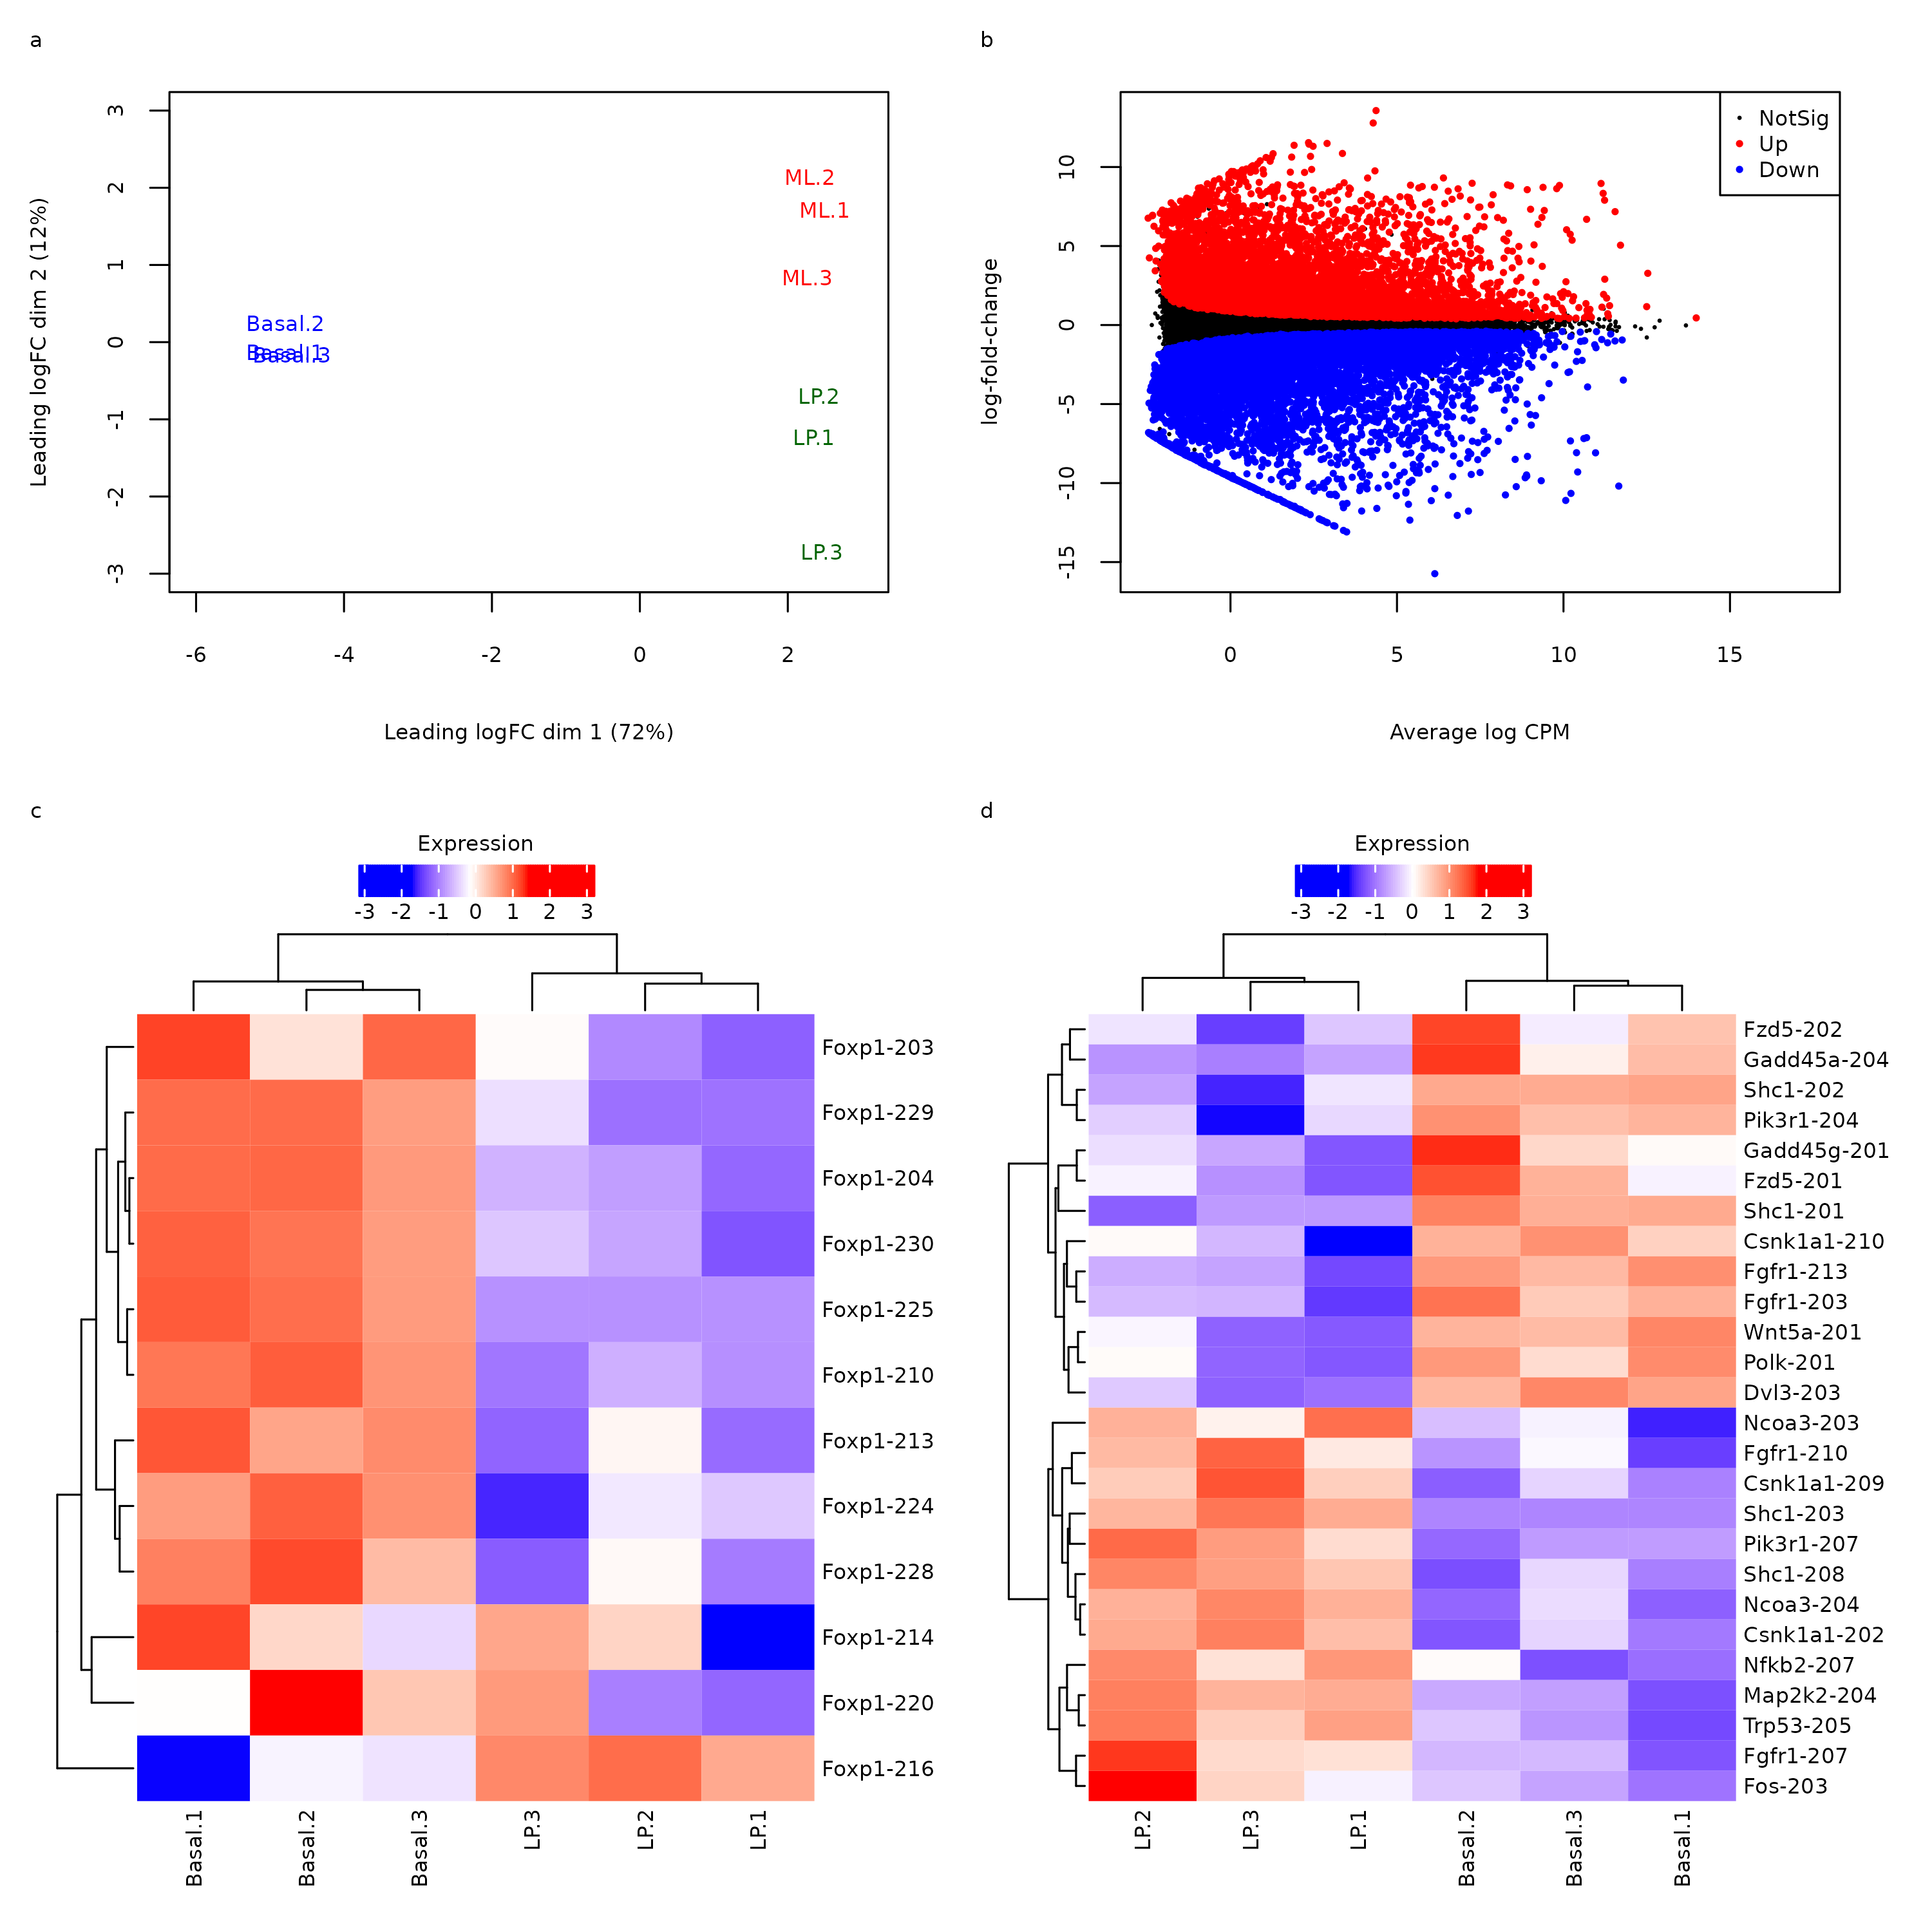 a
3
2
1
0
-1
-2
-3
Leading logFC dim 2 (12%)
ML.2
ML.1
ML.3
Basal.2
Basal.1
Basal.3
LP.2
LP.1
LP.3
-6 -4 -2 0 2
Leading logFC dim 1 (72%)
b
10
5
0
-5
-10
-15
log-fold-change
NotSig
Up
Down
0 5 10 15
Average log CPM
c
Expression
-3 -2 -1 0 1 2 3
Foxp1-203
Foxp1-229
Foxp1-204
Foxp1-230
Foxp1-225
Foxp1-210
Foxp1-213
Foxp1-224
Foxp1-228
Foxp1-214
Foxp1-220
Foxp1-216
Basal.1 Basal.2 Basal.3 LP.3 LP.2 LP.1
d
Expression
-3 -2 -1 0 1 2 3
Fzd5-202
Gadd45a-204
Shc1-202
Pik3r1-204
Gadd45g-201
Fzd5-201
Shc1-201
Csnk1a1-210
Fgfr1-213
Fgfr1-203
Wnt5a-201
Polk-201
Dvl3-203
Ncoa3-203
Fgfr1-210
Csnk1a1-209
Shc1-203
Pik3r1-207
Shc1-208
Ncoa3-204
Csnk1a1-202
Nfkb2-207
Map2k2-204
Trp53-205
Fgfr1-207
Fos-203
LP.2 LP.3 LP.1 Basal.2 Basal.3 Basal.1